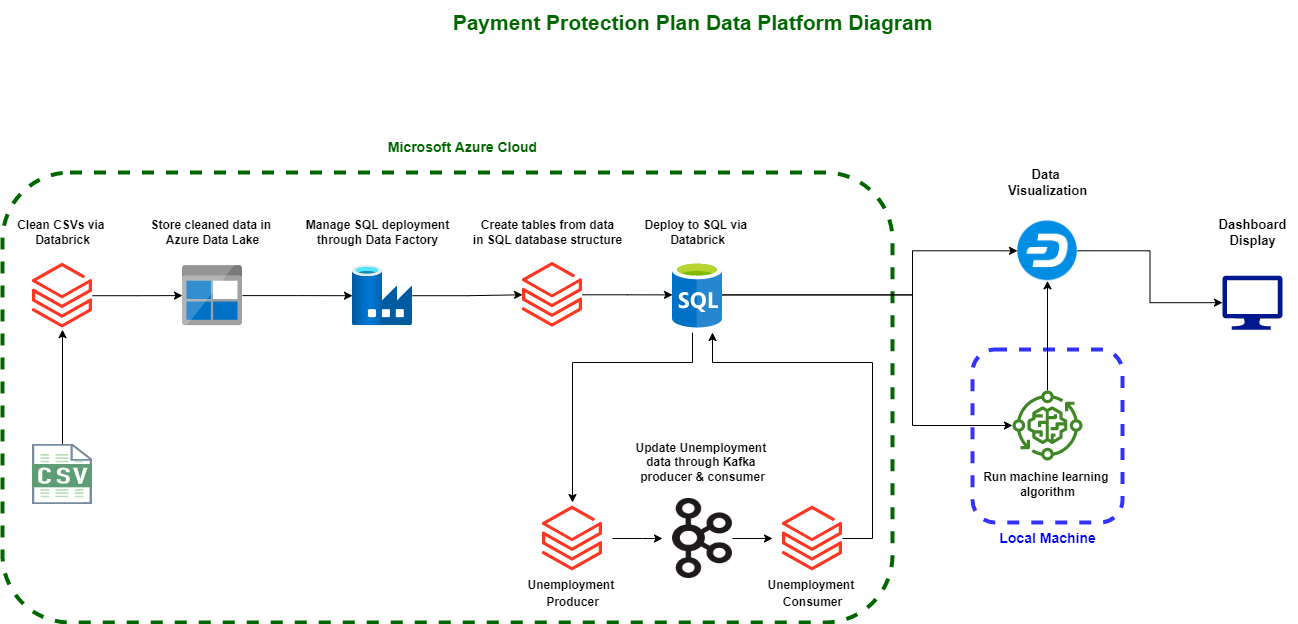 Payment Protection Plan Data Platform Diagram
Microsoft Azure Cloud
Data
Visualization
Clean CSVs via
Databrick
Store cleaned data in
Azure Data Lake
Manage SQL deployment
through Data Factory
Create tables from data
in SQL database structure
Deploy to SQL via
Databrick
Dashboard
Display
SQL
CSV
Update Unemployment
data through Kafka
producer & consumer
Run machine learning
algorithm
Local Machine
Unemployment
Producer
Unemployment
Consumer